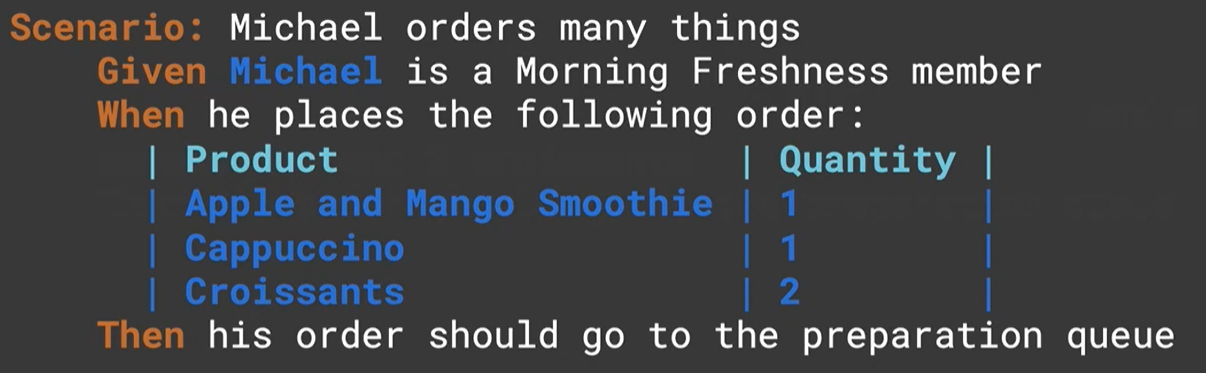 Scenario: Michael orders many things
Given Michael is a Morning Freshness member
When he places the following order:
| Product | Quantity |
| Apple and Mango Smoothie | 1 |
| Cappuccino | 1 |
| Croissants | 2 |
Then his order should go to the preparation queue